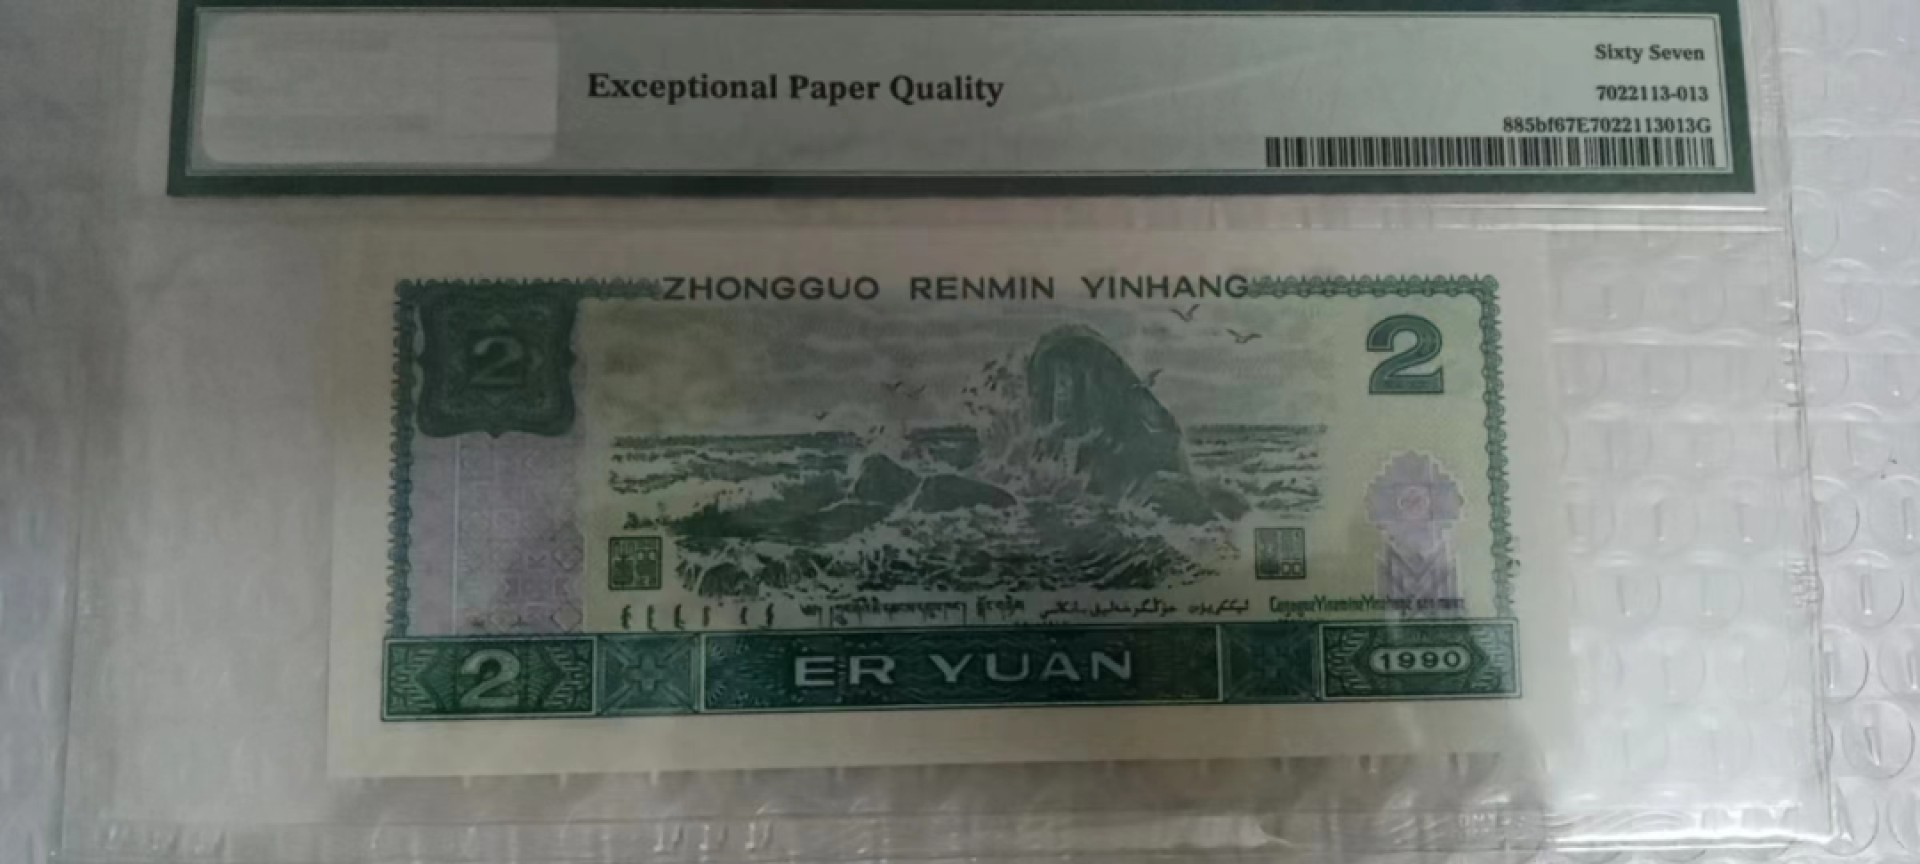 Sixty Seven
Exceptional Paper Quality
7022113-013
885bf67E7022113013G
ZHONGGUO RENMIN YINHANG
2
2
2
ER YUAN
1990